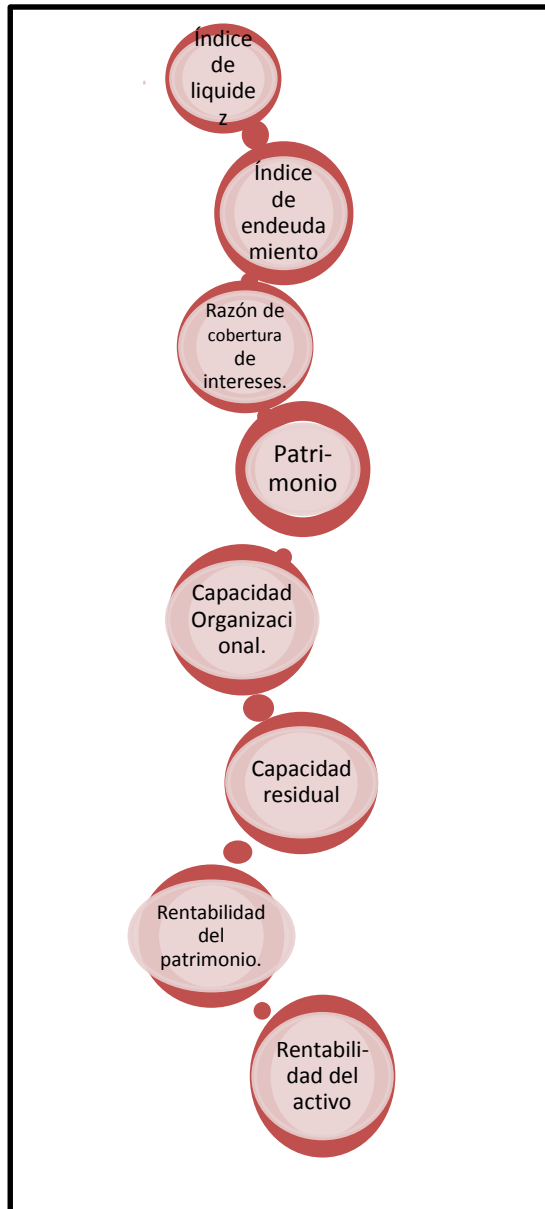 Índice
de
liquide
z
Índice
de
endeuda
miento
Razón de
cobertura
de
intereses.
Patri-
monio
Capacidad
Organizaci
onal.
Capacidad
residual
Rentabilidad
del
patrimonio.
Rentabili-
dad del
activo